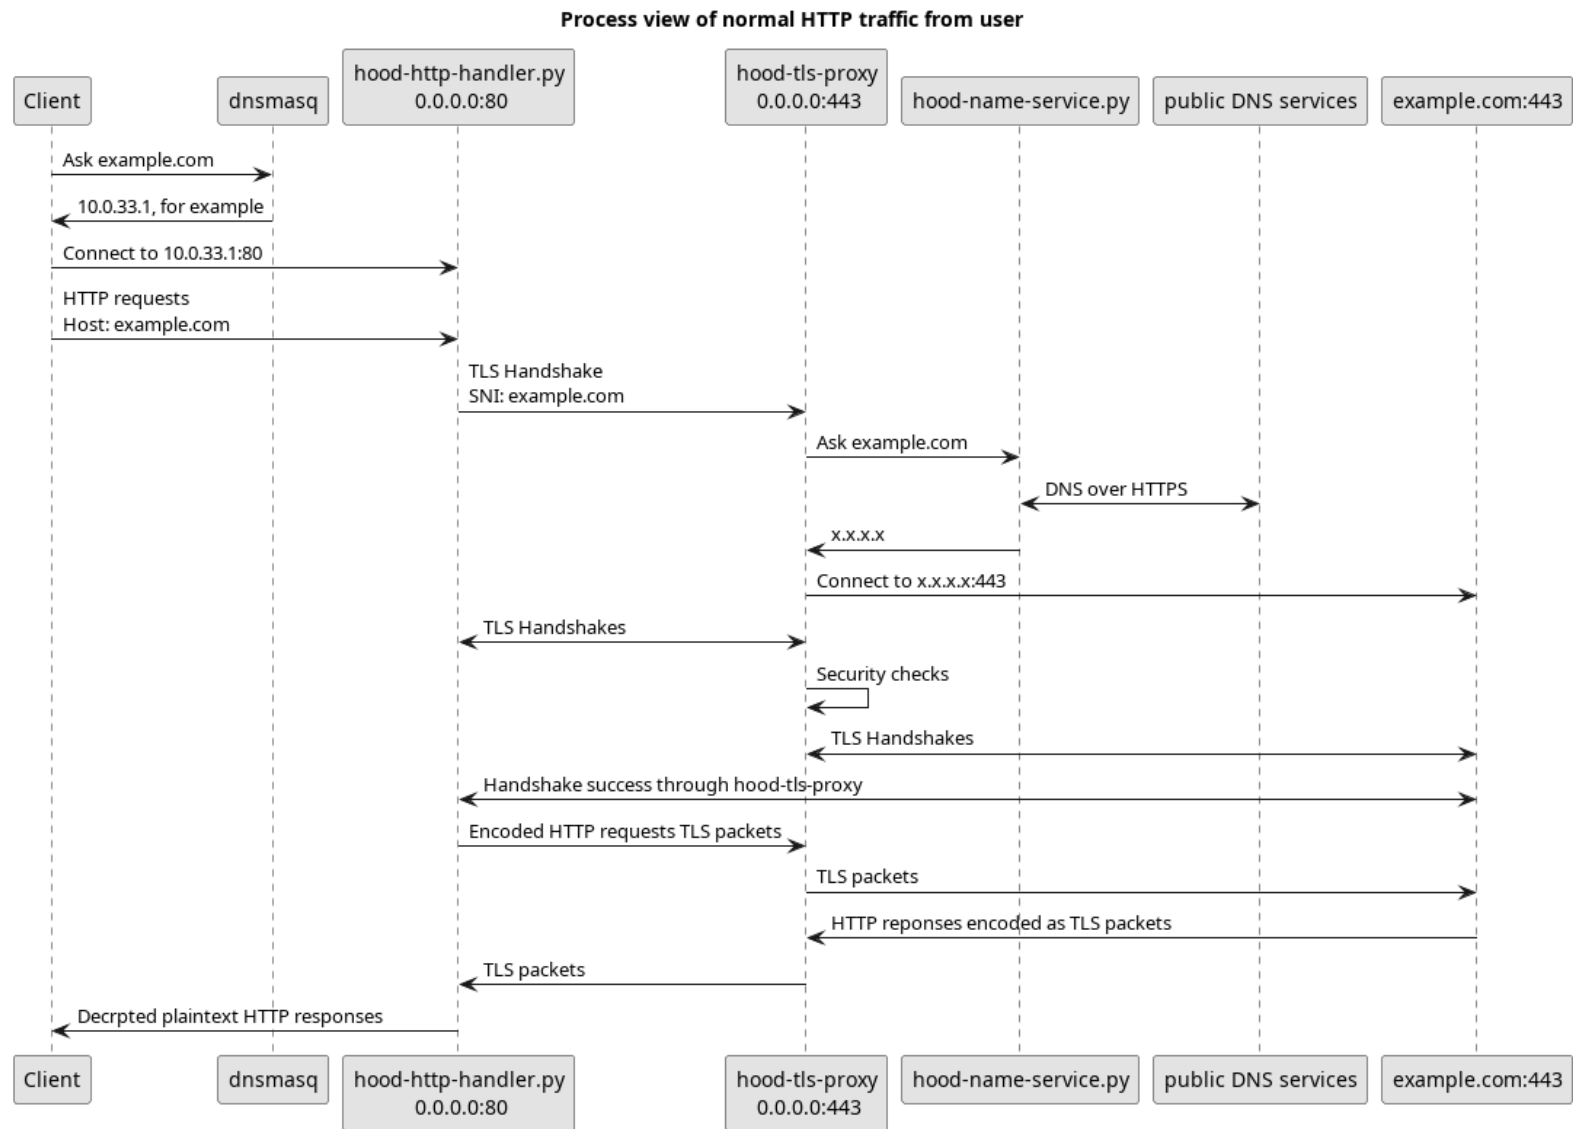 Process view of normal HTTP traffic from user
Client
dnsmasq
hood-http-handler.py
0.0.0.0:80
hood-tls-proxy
0.0.0.0:443
hood-name-service.py
public DNS services
example.com:443
Ask example.com
10.0.33.1, for example
Connect to 10.0.33.1:80
HTTP requests
Host: example.com
TLS Handshake
SNI: example.com
Ask example.com
DNS over HTTPS
x.x.x.x
Connect to x.x.x.x:443
TLS Handshakes
Security checks
TLS Handshakes
Handshake success through hood-tls-proxy
Encoded HTTP requests TLS packets
TLS packets
HTTP reponses encoded as TLS packets
TLS packets
Decrpted plaintext HTTP responses
Client
dnsmasq
hood-http-handler.py
0.0.0.0:80
hood-tls-proxy
0.0.0.0:443
hood-name-service.py
public DNS services
example.com:443